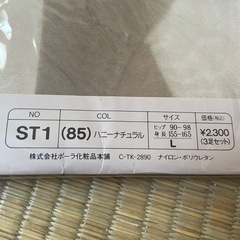 NO COL サイズ 価格(税込)
ST1 (85) ハニーナチュラル ヒップ 90~98 身長 155~165 L ¥2,300 (3足セット)
株式会社ポーラ化粧品本舗 C-TK-2890 ナイロン・ポリウレタン